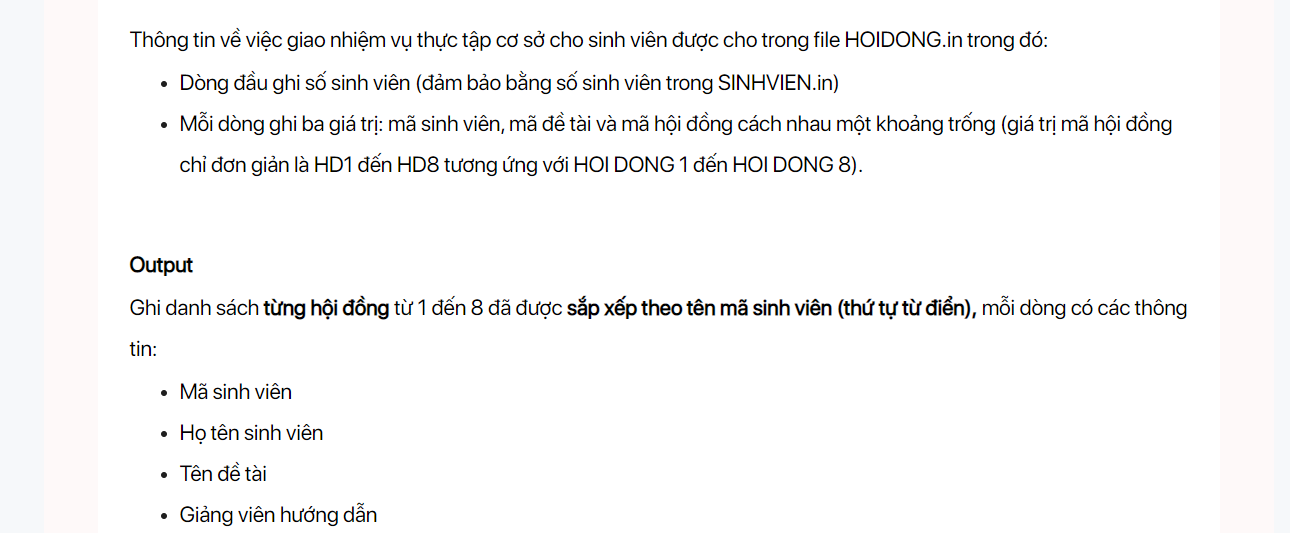 Thông tin về việc giao nhiệm vụ thực tập cơ sở cho sinh viên được cho trong file HOIDONG.in trong đó:
• Dòng đầu ghi số sinh viên (đảm bảo bằng số sinh viên trong SINHVIEN.in)
• Mỗi dòng ghi ba giá trị: mã sinh viên, mã đề tài và mã hội đồng cách nhau một khoảng trống (giá trị mã hội đồng
chỉ đơn giản là HD1 đến HD8 tương ứng với HOI DONG 1 đến HOI DONG 8).
Output
Ghi danh sách từng hội đồng từ 1 đến 8 đã được sắp xếp theo tên mã sinh viên (thứ tự từ điển), mỗi dòng có các thông
tin:
• Mã sinh viên
• Họ tên sinh viên
• Tên đề tài
• Giảng viên hướng dẫn